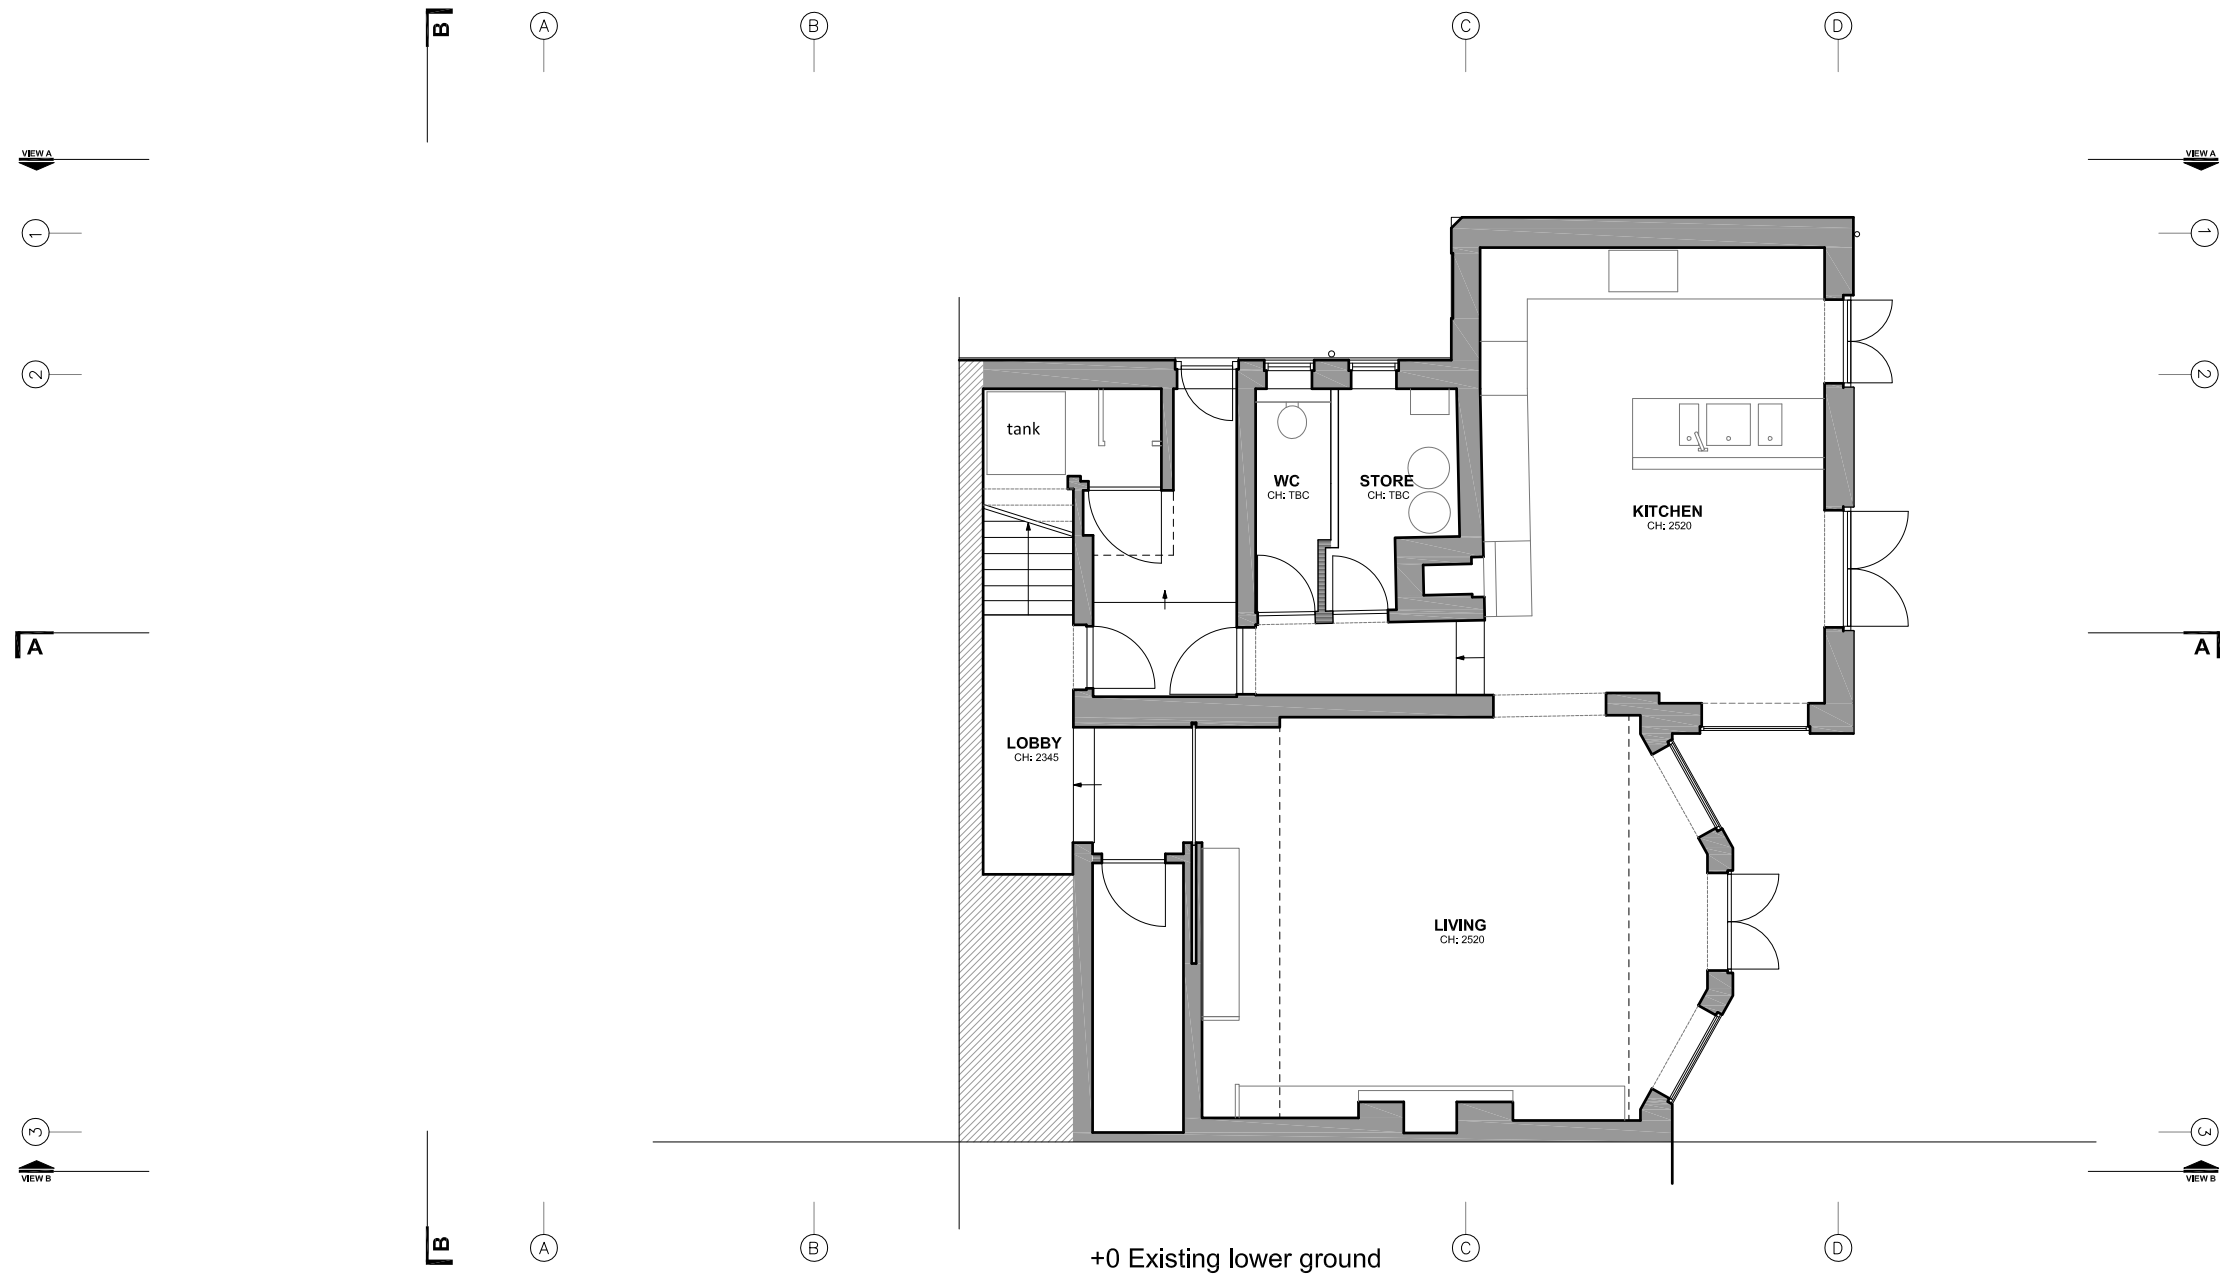 B
A
B
C
D
VIEW A
VIEW A
1
1
2
2
tank
WC
CH: TBC
STORE
CH: TBC
KITCHEN
CH: 2520
A
A
LOBBY
CH: 2345
LIVING
CH: 2520
3
3
VIEW B
VIEW B
B
A
B
C
D
+0 Existing lower ground